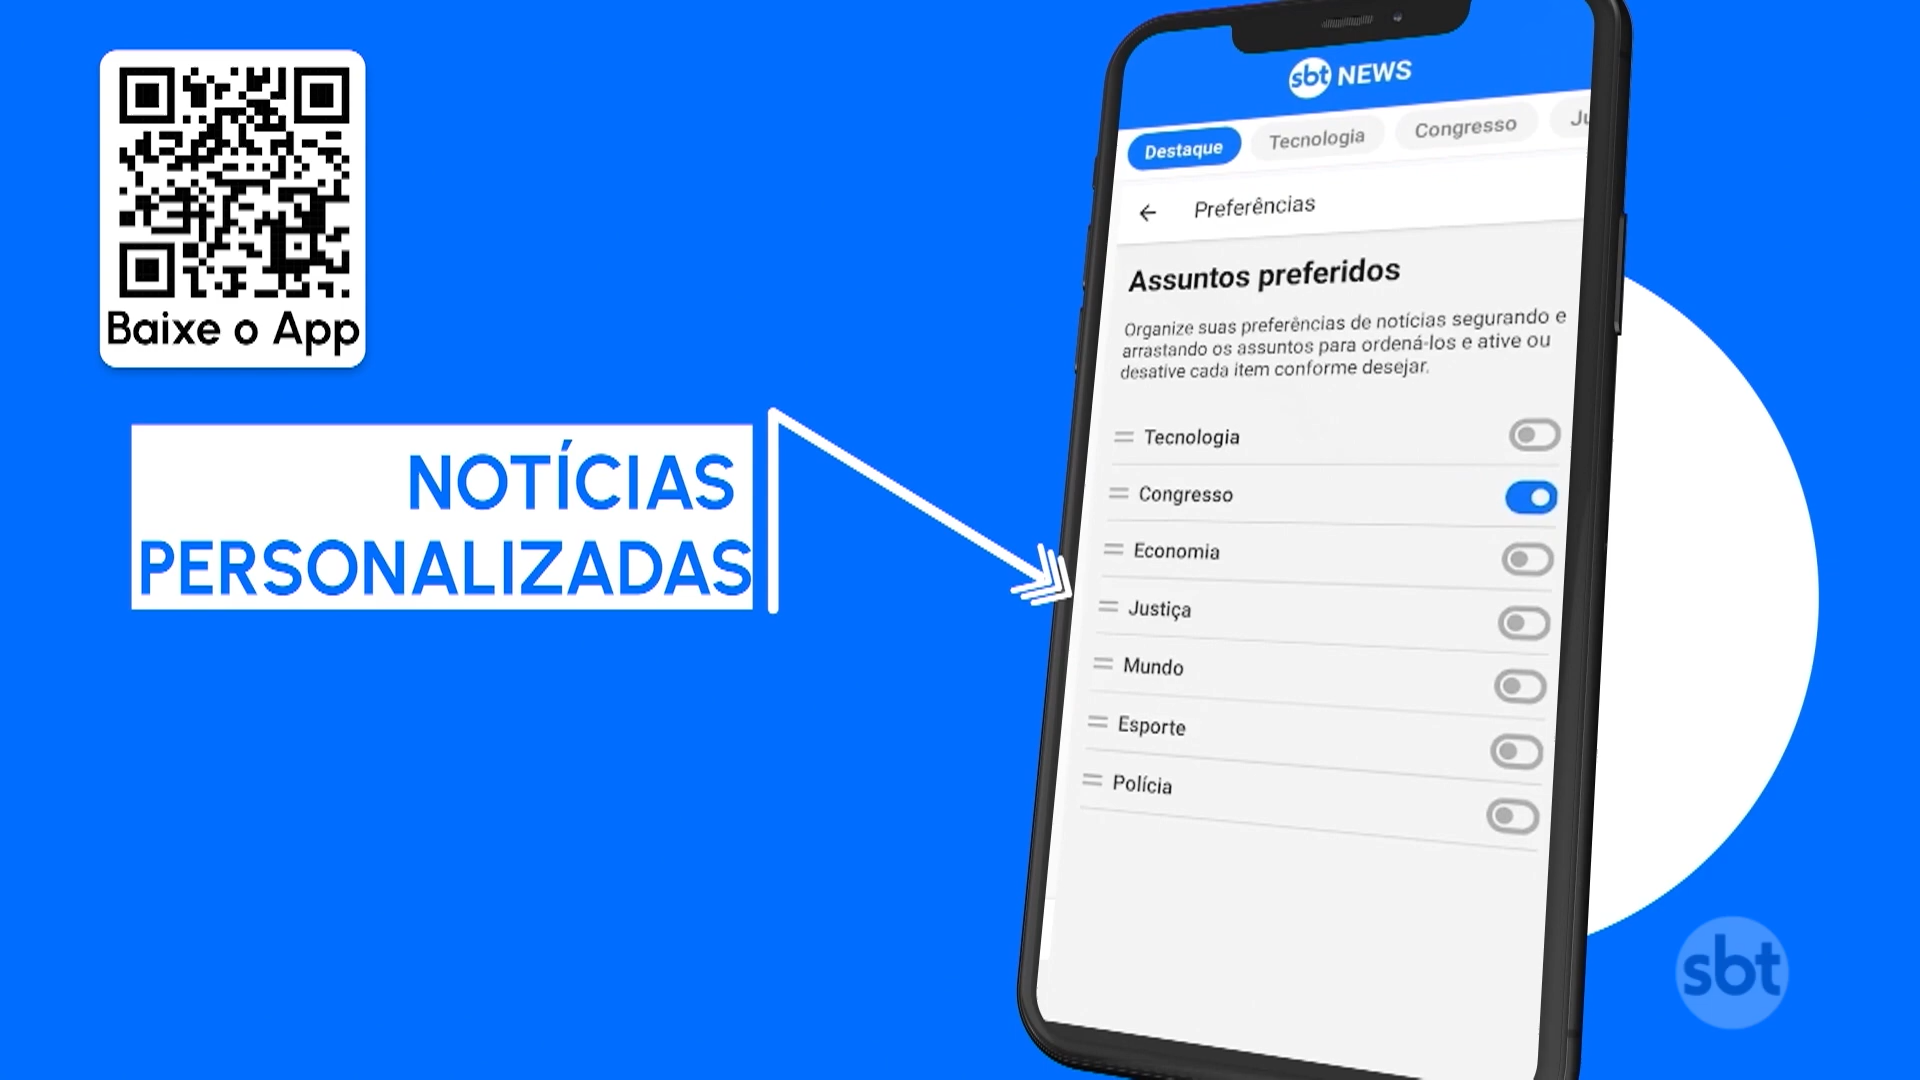 Baixe o App
NOTÍCIAS
PERSONALIZADAS
sbt NEWS
Destaque
Tecnologia
Congresso
Ju
Preferências
Assuntos preferidos
Organize suas preferências de notícias segurando e
arrastando os assuntos para ordená-los e ative ou
desative cada item conforme desejar.
Tecnologia
Congresso
Economia
Justiça
Mundo
Esporte
Polícia
sbt